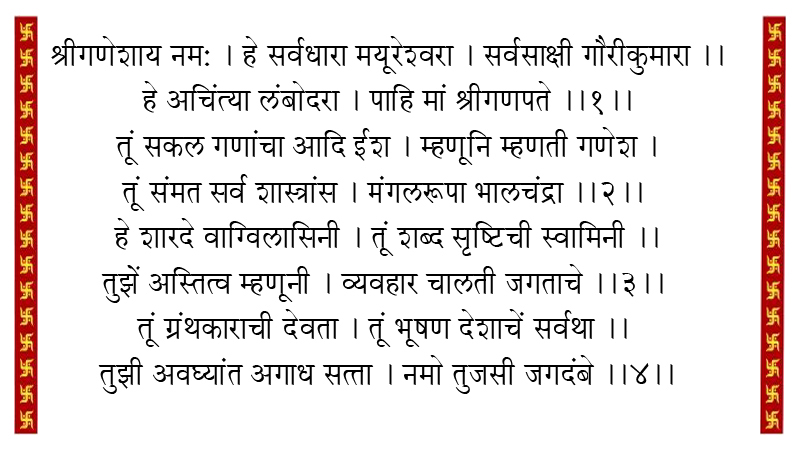 श्रीगणेशाय नमः । हे सर्वधारा मयूरेश्वरा । सर्वसाक्षी गौरीकुमारा ।।
हे अचिंत्या लंबोदरा । पाहि मां श्रीगणपते ।।१।।
तूं सकल गणांचा आदि ईश । म्हणूनि म्हणती गणेश ।
तूं संमत सर्व शास्त्रांस । मंगलरूपा भालचंद्रा ।।२।।
हे शारदे वाग्विलासिनी । तूं शब्द सृष्टिची स्वामिनी ।।
तुझें अस्तित्व म्हणूनी । व्यवहार चालती जगताचे ।।३।।
तूं ग्रंथकाराची देवता । तूं भूषण देशाचें सर्वथा ।।
तुझी अवघ्यांत अगाध सत्ता । नमो तुजसी जगदंबे ।।४।।